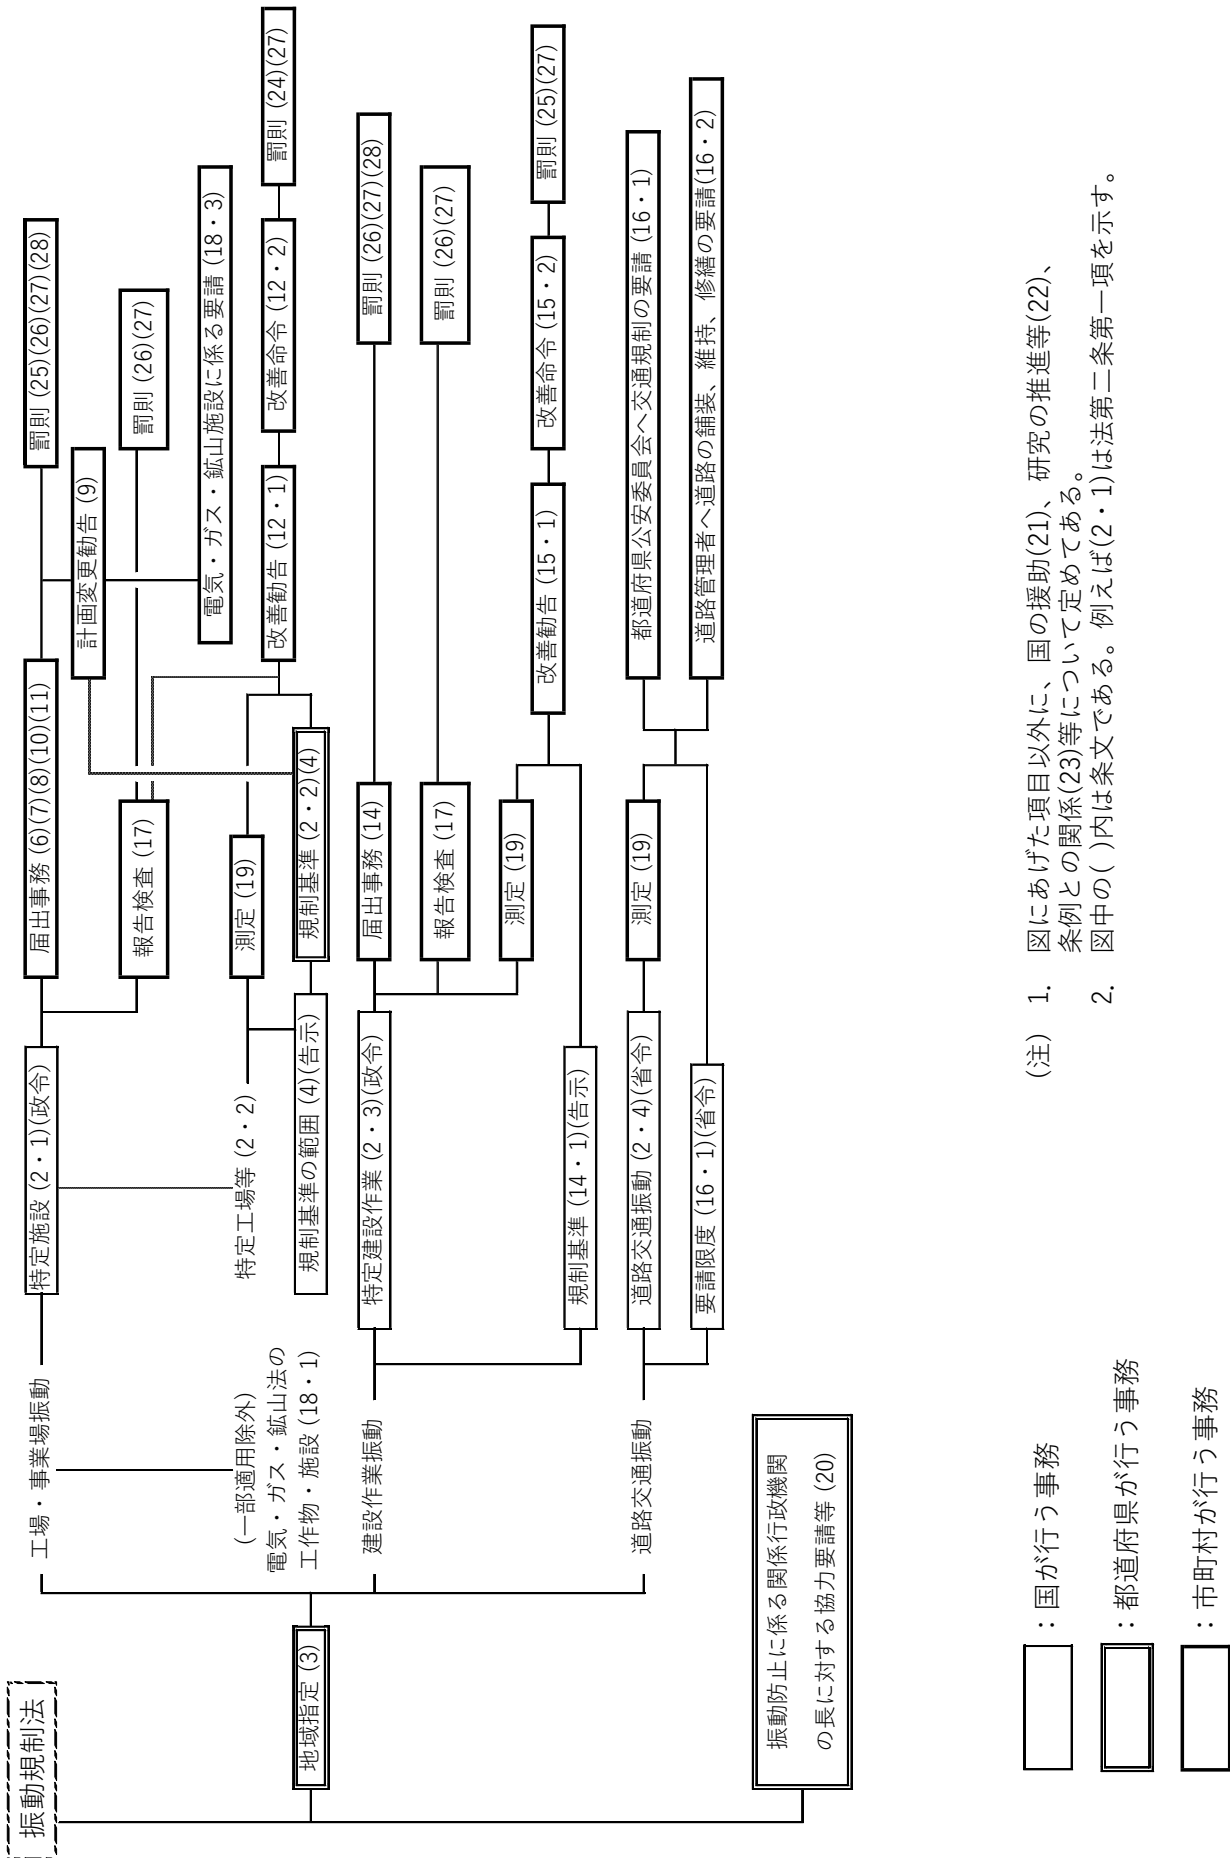 振動規制法
地域指定 (3)
振動防止に係る関係行政機関
の長に対する協力要請等 (20)
工場・事業場振動
(一部適用除外)
電気・ガス・鉱山法の
工作物・施設 (18・1)
建設作業振動
道路交通振動
特定施設 (2・1)(政令)
特定工場等 (2・2)
規制基準の範囲 (4)(告示)
特定建設作業 (2・3)(政令)
規制基準 (14・1)(告示)
道路交通振動 (2・4)(省令)
要請限度 (16・1)(省令)
届出事務 (6)(7)(8)(10)(11)
報告検査 (17)
測定 (19)
規制基準 (2・2)(4)
届出事務 (14)
報告検査 (17)
測定 (19)
測定 (19)
罰則 (25)(26)(27)(28)
計画変更勧告 (9)
罰則 (26)(27)
電気・ガス・鉱山施設に係る要請 (18・3)
改善勧告 (12・1)
改善命令 (12・2)
罰則 (24)(27)
罰則 (26)(27)(28)
罰則 (26)(27)
改善勧告 (15・1)
改善命令 (15・2)
罰則 (25)(27)
都道府県公安委員会へ交通規制の要請 (16・1)
道路管理者へ道路の舗装、維持、修繕の要請(16・2)
：国が行う事務
：都道府県が行う事務
：市町村が行う事務
(注) 1. 図にあげた項目以外に、国の援助(21)、研究の推進等(22)、
条例との関係(23)等について定めてある。
2. 図中の( )内は条文である。例えば(2・1)は法第二条第一項を示す。